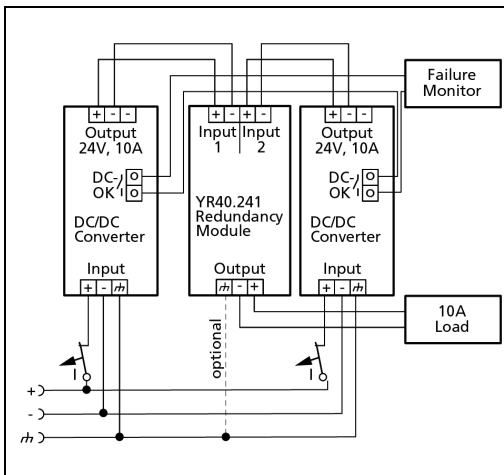 Failure
Monitor
+ - -
+ - + -
+ - -
Output
24V, 10A
Input Input
1 2
Output
24V, 10A
DC-
OK
DC-
OK
YR40.241
Redundancy
Module
DC/DC
Converter
DC/DC
Converter
Input
Output
Input
+ -
- +
+ -
10A
Load
optional
I
I
+
-